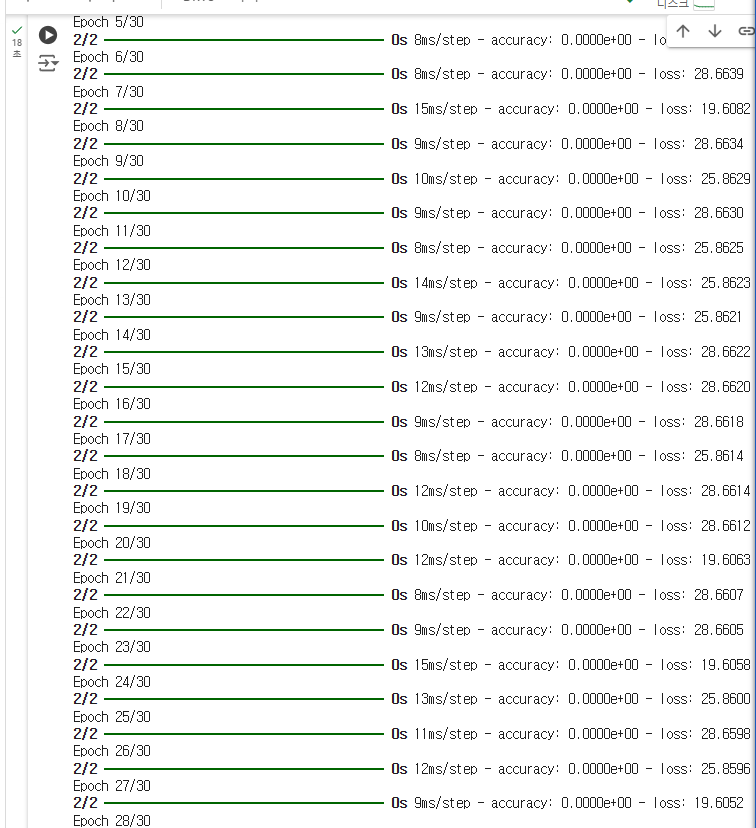 디스크
Epoch 5/30
18
초
2/2 0s 8ms/step - accuracy: 0.0000e+00 - lo
Epoch 6/30
2/2 0s 8ms/step - accuracy: 0.0000e+00 - loss: 28.6639
Epoch 7/30
2/2 0s 15ms/step - accuracy: 0.0000e+00 - loss: 19.6082
Epoch 8/30
2/2 0s 9ms/step - accuracy: 0.0000e+00 - loss: 28.6634
Epoch 9/30
2/2 0s 10ms/step - accuracy: 0.0000e+00 - loss: 25.8629
Epoch 10/30
2/2 0s 9ms/step - accuracy: 0.0000e+00 - loss: 28.6630
Epoch 11/30
2/2 0s 8ms/step - accuracy: 0.0000e+00 - loss: 25.8625
Epoch 12/30
2/2 0s 14ms/step - accuracy: 0.0000e+00 - loss: 25.8623
Epoch 13/30
2/2 0s 9ms/step - accuracy: 0.0000e+00 - loss: 25.8621
Epoch 14/30
2/2 0s 13ms/step - accuracy: 0.0000e+00 - loss: 28.6622
Epoch 15/30
2/2 0s 12ms/step - accuracy: 0.0000e+00 - loss: 28.6620
Epoch 16/30
2/2 0s 9ms/step - accuracy: 0.0000e+00 - loss: 28.6618
Epoch 17/30
2/2 0s 8ms/step - accuracy: 0.0000e+00 - loss: 25.8614
Epoch 18/30
2/2 0s 12ms/step - accuracy: 0.0000e+00 - loss: 28.6614
Epoch 19/30
2/2 0s 10ms/step - accuracy: 0.0000e+00 - loss: 28.6612
Epoch 20/30
2/2 0s 12ms/step - accuracy: 0.0000e+00 - loss: 19.6063
Epoch 21/30
2/2 0s 8ms/step - accuracy: 0.0000e+00 - loss: 28.6607
Epoch 22/30
2/2 0s 9ms/step - accuracy: 0.0000e+00 - loss: 28.6605
Epoch 23/30
2/2 0s 15ms/step - accuracy: 0.0000e+00 - loss: 19.6058
Epoch 24/30
2/2 0s 13ms/step - accuracy: 0.0000e+00 - loss: 25.8600
Epoch 25/30
2/2 0s 11ms/step - accuracy: 0.0000e+00 - loss: 28.6598
Epoch 26/30
2/2 0s 12ms/step - accuracy: 0.0000e+00 - loss: 25.8596
Epoch 27/30
2/2 0s 9ms/step - accuracy: 0.0000e+00 - loss: 19.6052
Epoch 28/30